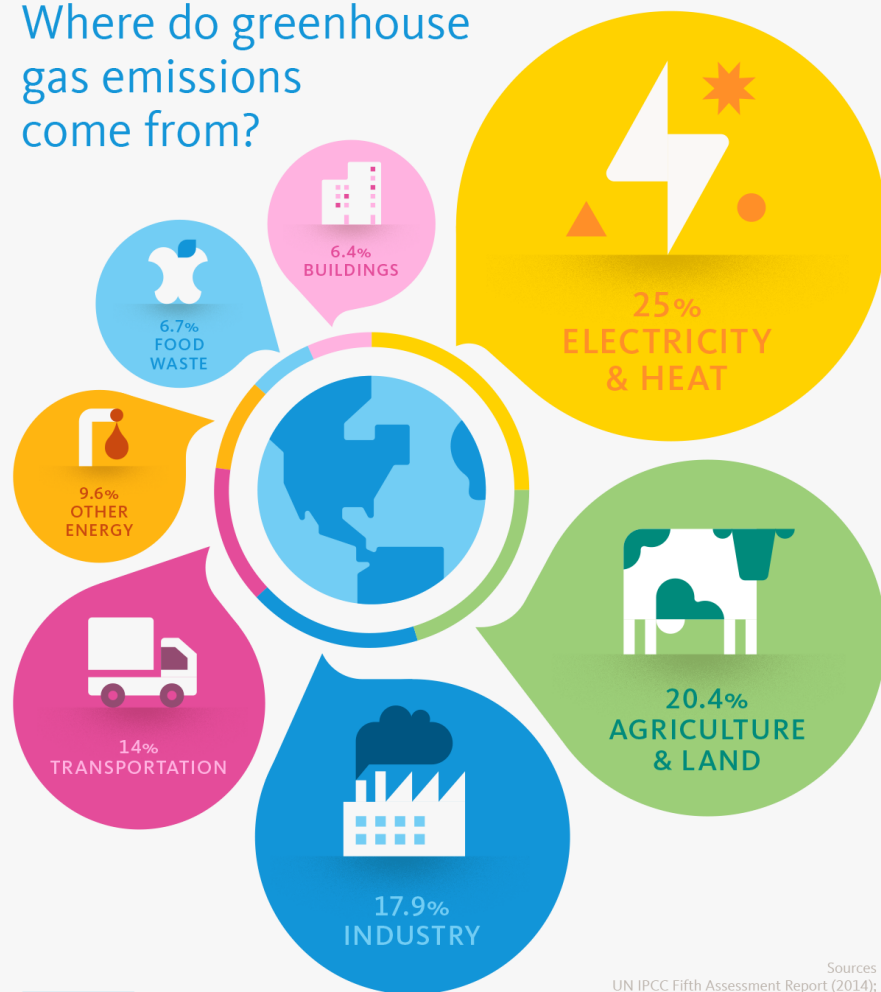 Where do greenhouse
gas emissions
come from?
6.4%
BUILDINGS
25%
ELECTRICITY
& HEAT
6.7%
FOOD
WASTE
9.6%
OTHER
ENERGY
20.4%
AGRICULTURE
& LAND
14%
TRANSPORTATION
17.9%
INDUSTRY
Sources
UN IPCC Fifth Assessment Report (2014);